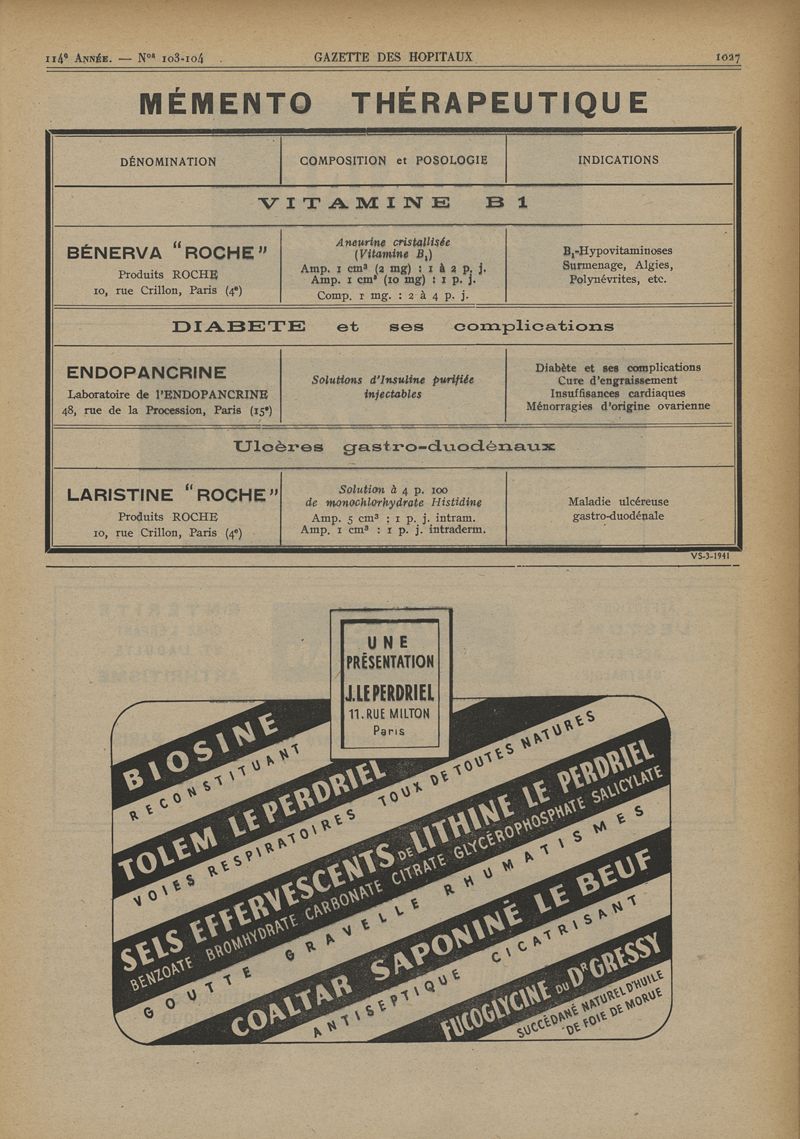 114e ANNÉE. — Nos 103-104
GAZETTE DES HOPITAUX
1027
MÉMENTO THÉRAPEUTIQUE
DÉNOMINATION
COMPOSITION et POSOLOGIE
INDICATIONS
VITAMINE B1
BÉNERVA "ROCHE"
Produits ROCHE
10, rue Crillon, Paris (4e)
Aneurine cristallisée
(Vitamine B1)
Amp. 1 cm3 (2 mg) : 1 à 2 p. j.
Amp. 1 cm3 (10 mg) : 1 p. j.
Comp. 1 mg. : 2 à 4 p. j.
B1-Hypovitaminoses
Surmenage, Algies,
Polynévrites, etc.
DIABETE et ses complications
ENDOPANCRINE
Laboratoire de l'ENDOPANCRINE
48, rue de la Procession, Paris (15e)
Solutions d'Insuline purifiée
injectables
Diabète et ses complications
Cure d'engraissement
Insuffisances cardiaques
Ménorragies d'origine ovarienne
Ulcères gastro-duodénaux
LARISTINE "ROCHE"
Produits ROCHE
10, rue Crillon, Paris (4e)
Solution à 4 p. 100
de monochlorhydrate Histidine
Amp. 5 cm3 : 1 p. j. intram.
Amp. 1 cm3 : 1 p. j. intraderm.
Maladie ulcéreuse
gastro-duodénale
VS-3-1941
UNE
PRÉSENTATION
J. LE PERDRIEL
11. RUE MILTON
Paris
BIOSINE
RECONSTITUANT
TOLEM LE PERDRIEL
VOIES RESPIRATOIRES TOUX DE TOUTES NATURES
SELS EFFERVESCENTS DE LITHINE LE PERDRIEL
BENZOATE BROMHYDRATE CARBONATE CITRATE GLYCÉROPHOSPHATE SALICYLATE
GOUTTE GRAVELLE RHUMATISMES
COALTAR SAPONINÉ LE BEUF
ANTISEPTIQUE CICATRISANT
FUCOGLYCINE DU Dr GRESSY
SUCCÉDANÉ NATUREL D'HUILE
DE FOIE DE MORUE